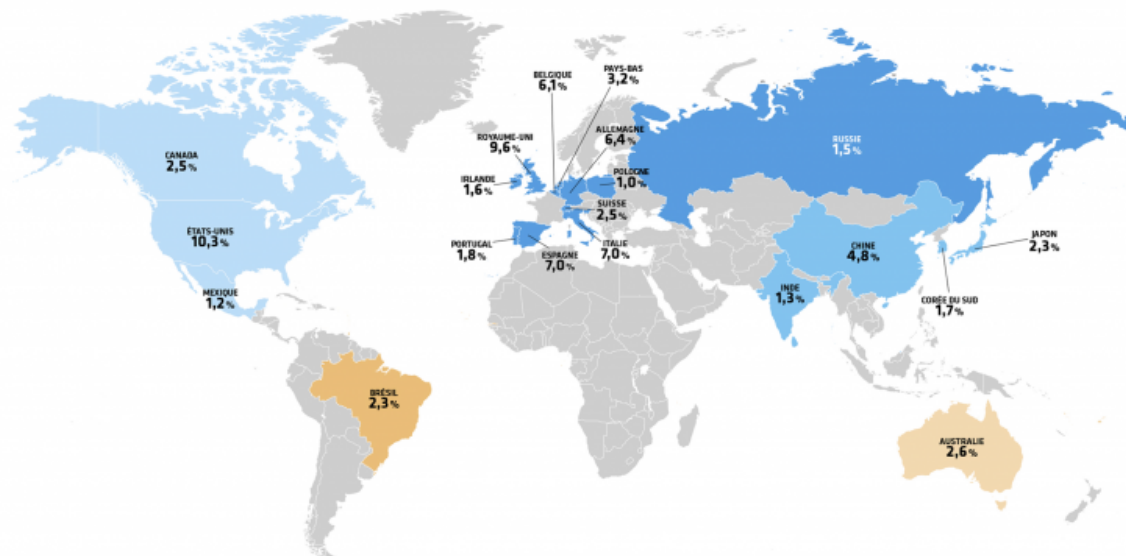 PAYS-BAS
3,2%
BELGIQUE
6,1%
ALLEMAGNE
6,4%
ROYAUME-UNI
9,6%
RUSSIE
1,5%
CANADA
2,5%
POLOGNE
1,0%
IRLANDE
1,6%
SUISSE
2,5%
ÉTATS-UNIS
10,3%
JAPON
2,3%
PORTUGAL
1,8%
ITALIE
7,0%
CHINE
4,8%
ESPAGNE
7,0%
MEXIQUE
1,2%
INDE
1,3%
CORÉE DU SUD
1,7%
BRÉSIL
2,3%
AUSTRALIE
2,6%